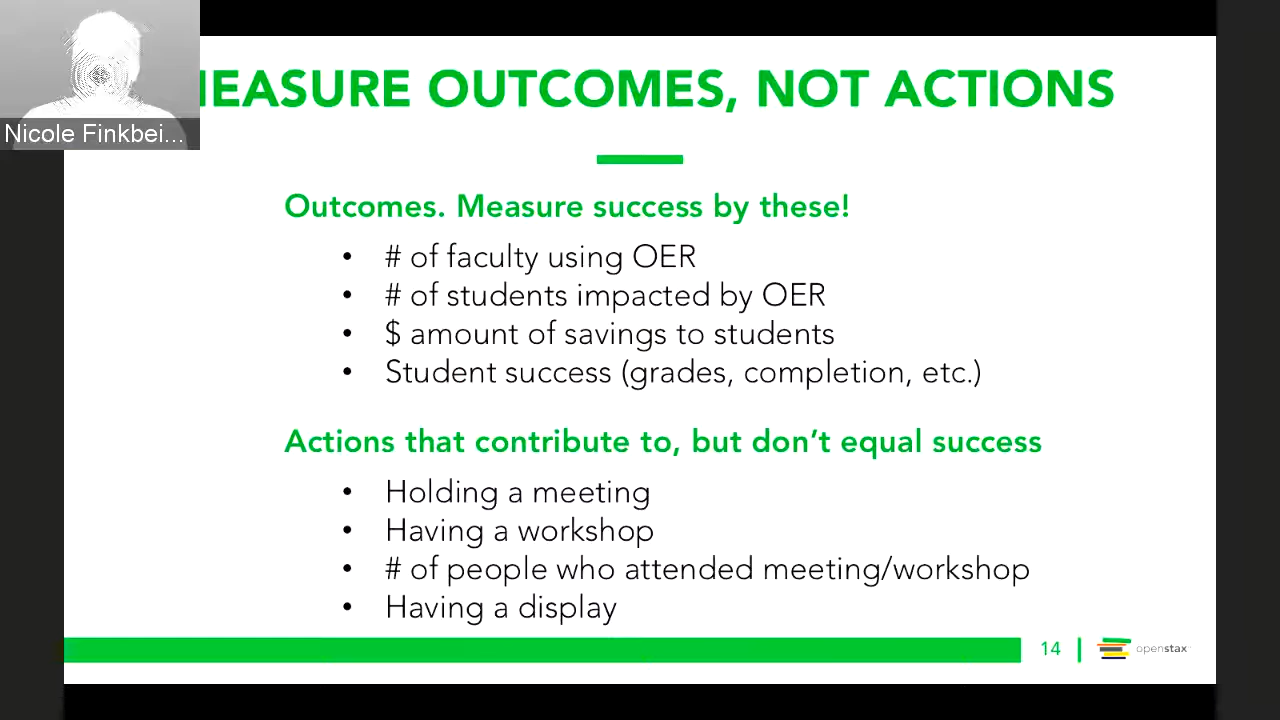 Nicole Finkbei...
MEASURE OUTCOMES, NOT ACTIONS
Outcomes. Measure success by these!
• # of faculty using OER
• # of students impacted by OER
• $ amount of savings to students
• Student success (grades, completion, etc.)
Actions that contribute to, but don’t equal success
• Holding a meeting
• Having a workshop
• # of people who attended meeting/workshop
• Having a display
14
openstax